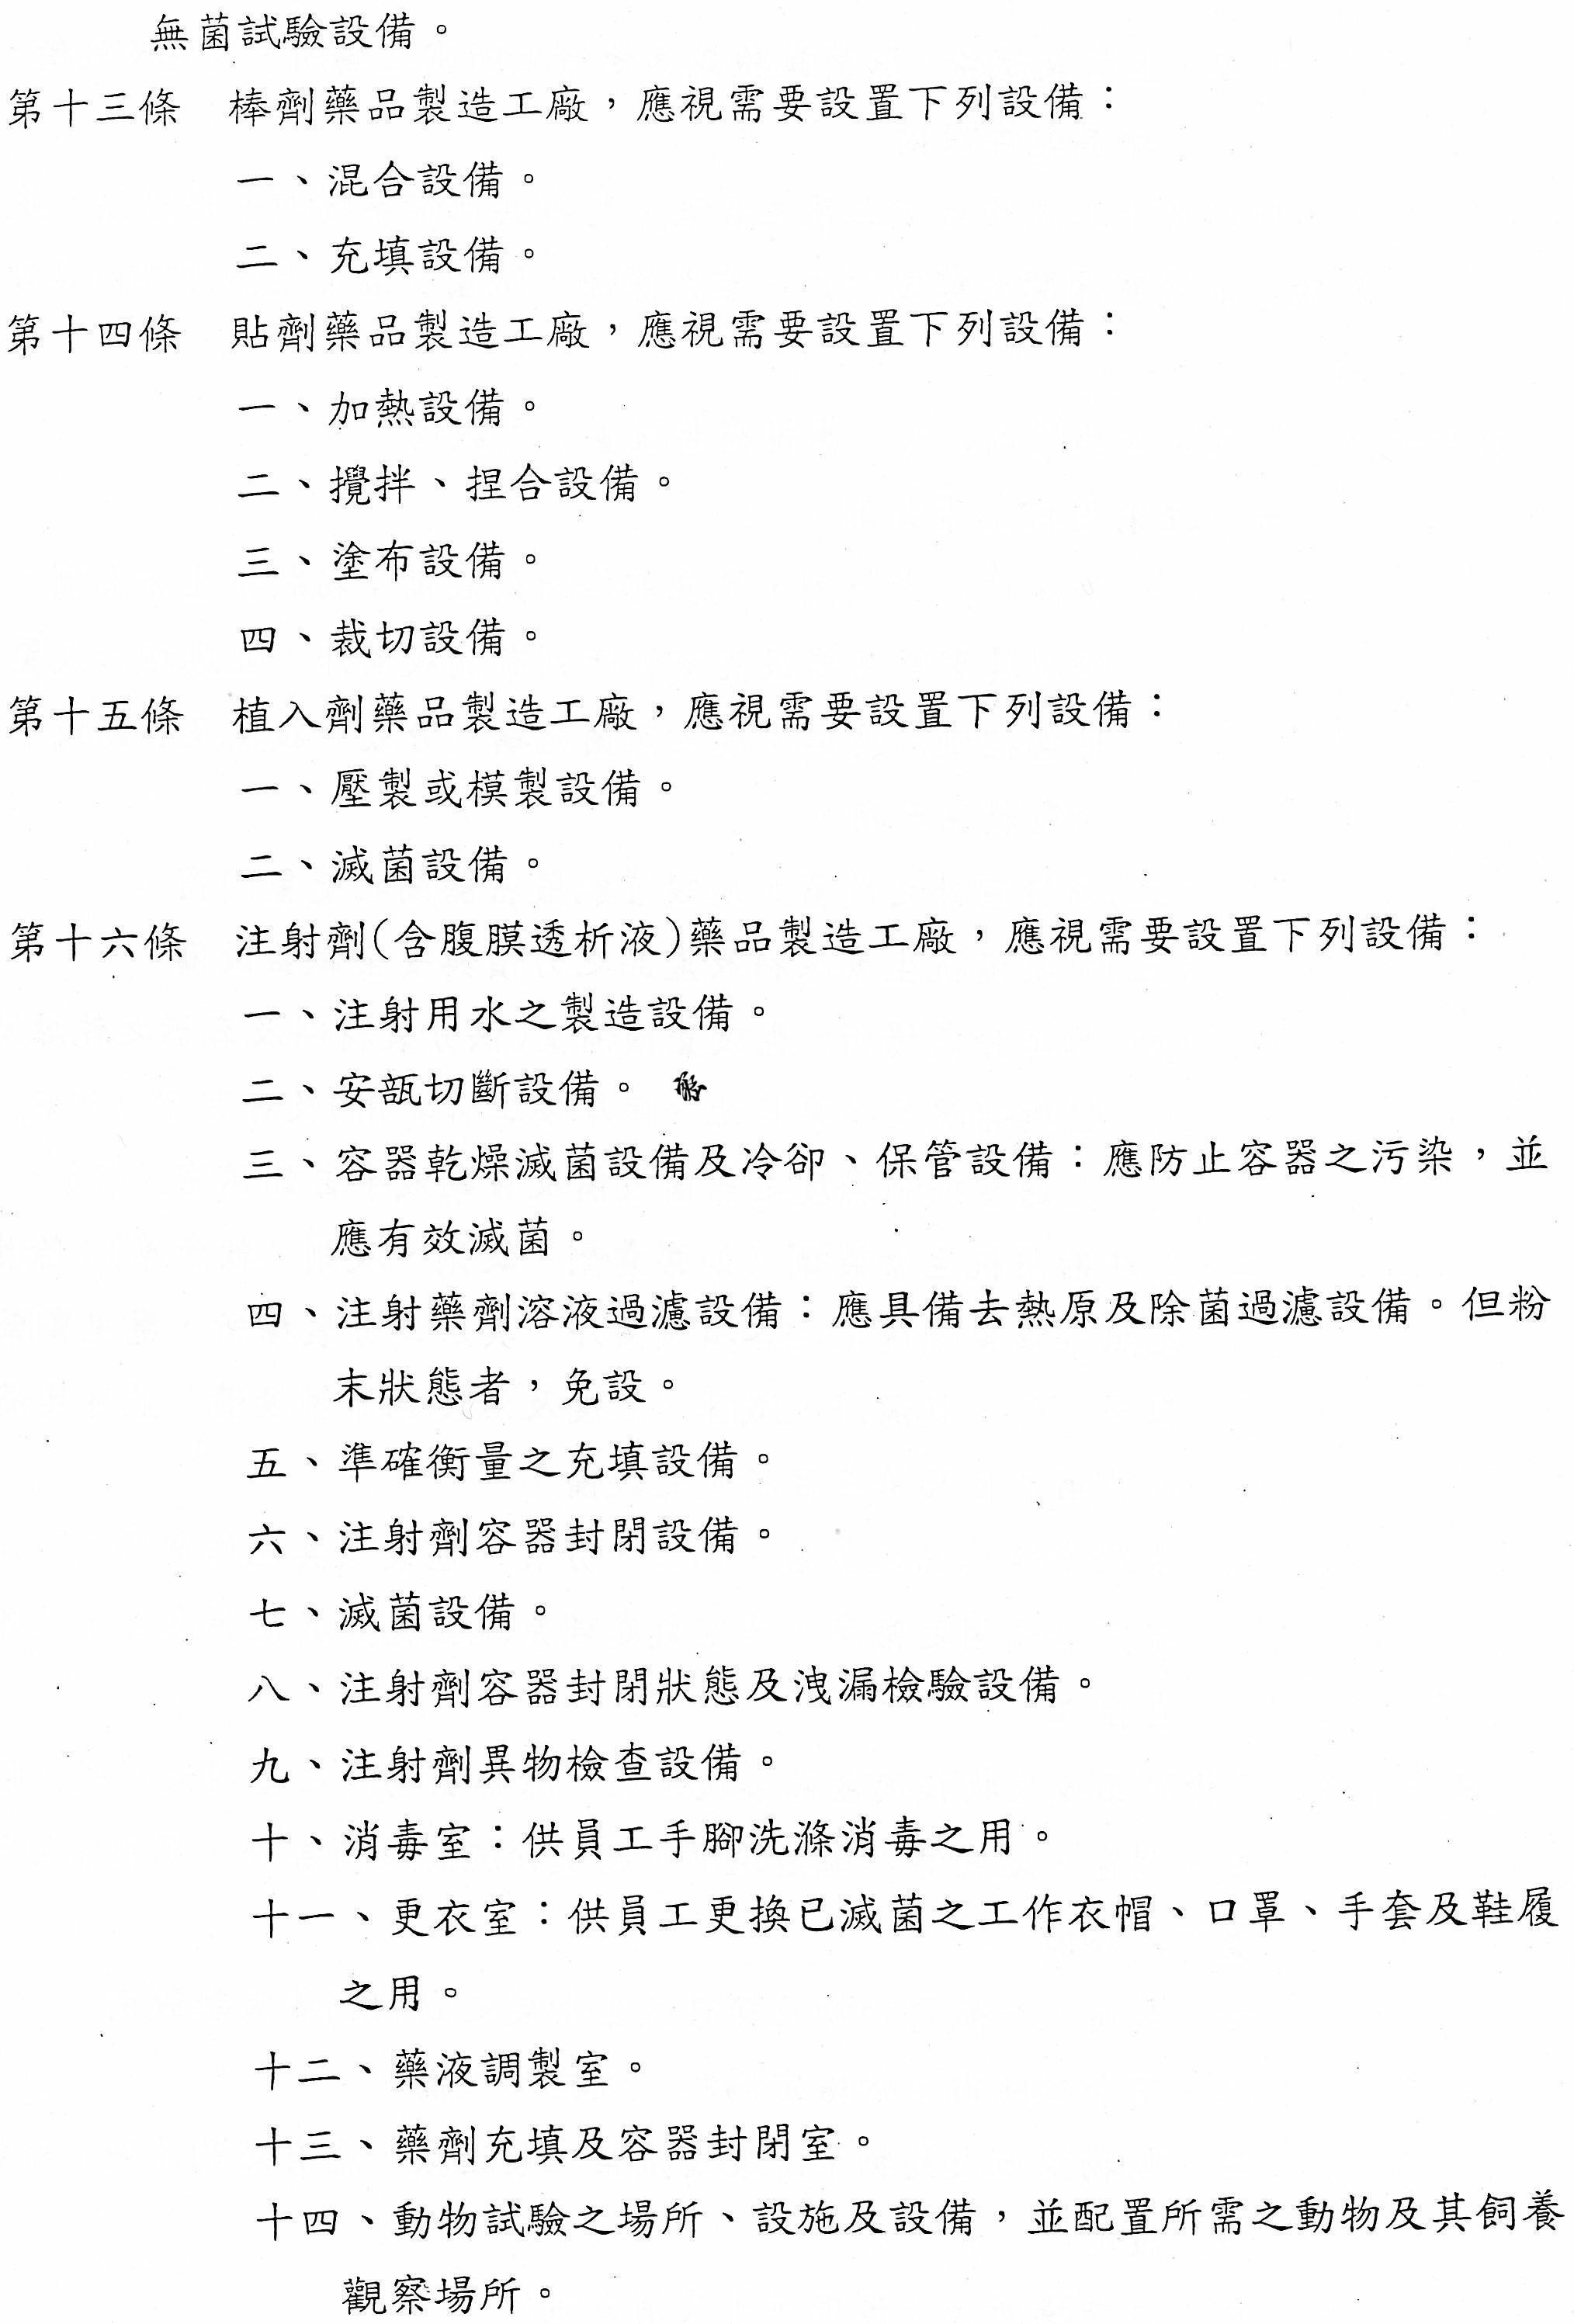 無菌試驗設備。
第十三條　棒劑藥品製造工廠，應視需要設置下列設備：
一、混合設備。
二、充填設備。
第十四條　貼劑藥品製造工廠，應視需要設置下列設備：
一、加熱設備。
二、攪拌、捏合設備。
三、塗布設備。
四、裁切設備。
第十五條　植入劑藥品製造工廠，應視需要設置下列設備：
一、壓製或模製設備。
二、滅菌設備。
第十六條　注射劑(含腹膜透析液)藥品製造工廠，應視需要設置下列設備：
一、注射用水之製造設備。
二、安瓿切斷設備。
三、容器乾燥滅菌設備及冷卻、保管設備：應防止容器之污染，並
應有效滅菌。
四、注射藥劑溶液過濾設備：應具備去熱原及除菌過濾設備。但粉
末狀態者，免設。
五、準確衡量之充填設備。
六、注射劑容器封閉設備。
七、滅菌設備。
八、注射劑容器封閉狀態及洩漏檢驗設備。
九、注射劑異物檢查設備。
十、消毒室：供員工手腳洗滌消毒之用。
十一、更衣室：供員工更換已滅菌之工作衣帽、口罩、手套及鞋履
之用。
十二、藥液調製室。
十三、藥劑充填及容器封閉室。
十四、動物試驗之場所、設施及設備，並配置所需之動物及其飼養
觀察場所。